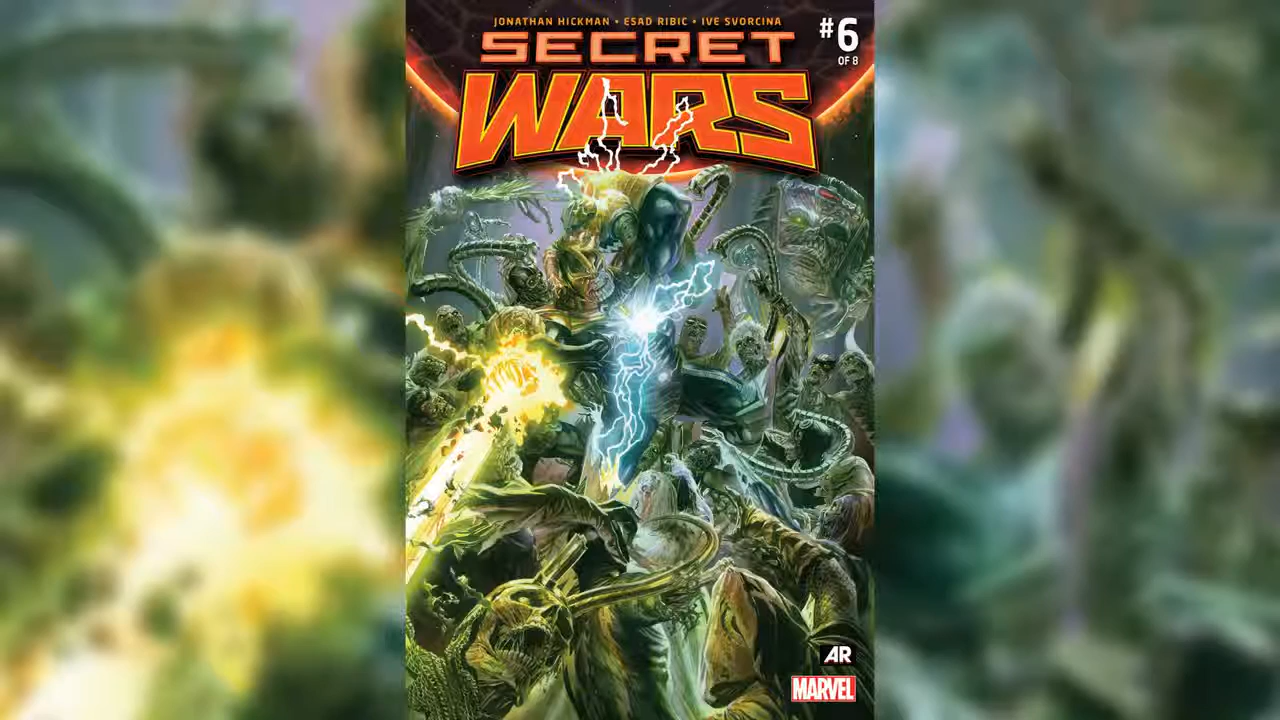 JONATHAN HICKMAN • ESAD RIBIC • IVE SVORCINA
SECRET
WARS
#6
OF 8
AR
MARVEL